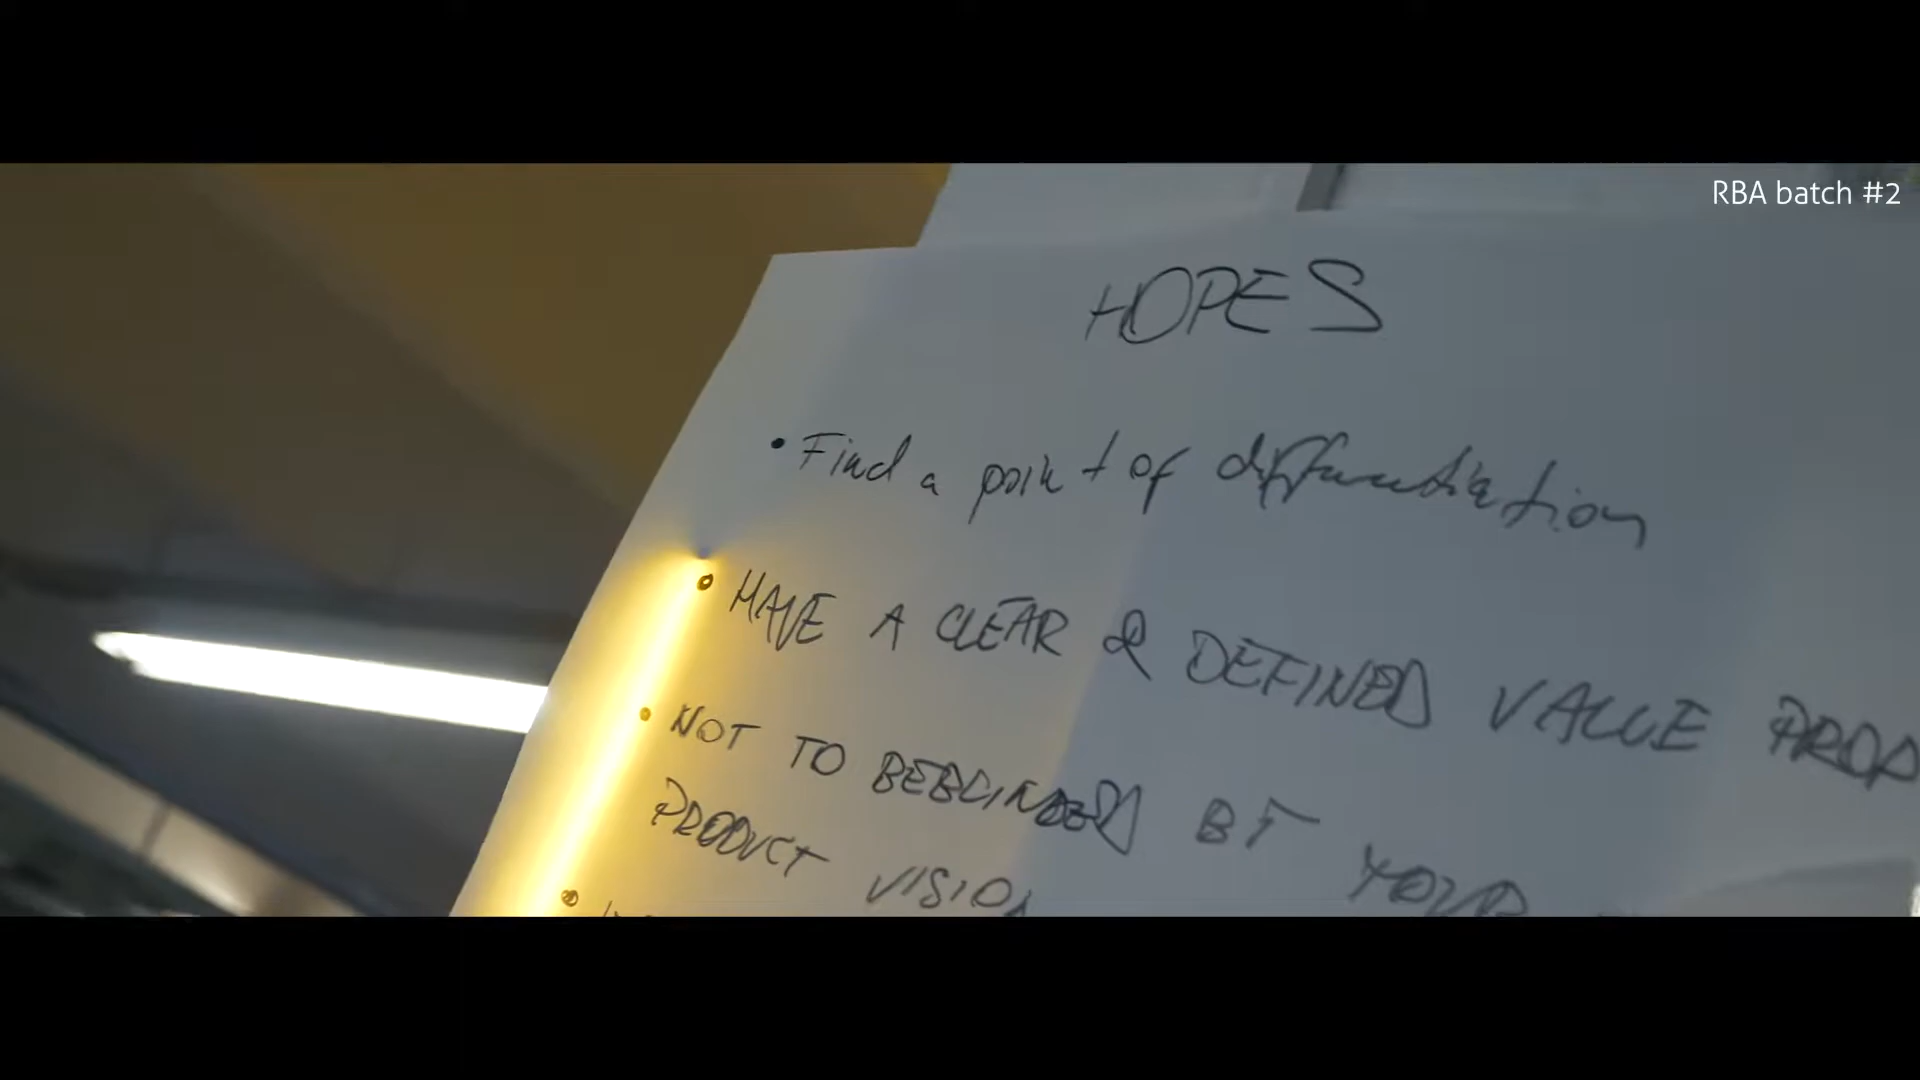 RBA batch #2
HOPES
• Find a point of differentiation
• HAVE A CLEAR & DEFINED VALUE PROP
• NOT TO BE BLINDED BY YOUR
PRODUCT VISION